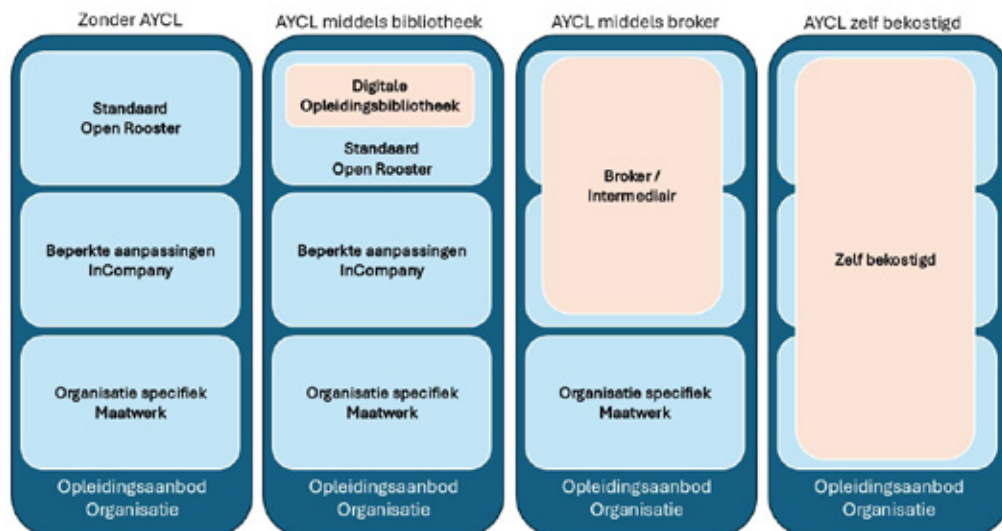 Zonder AYCL
Standaard
Open Rooster
Beperkte aanpassingen
InCompany
Organisatie specifiek
Maatwerk
Opleidingsaanbod
Organisatie
AYCL middels bibliotheek
Digitale
Opleidingsbibliotheek
Standaard
Open Rooster
Beperkte aanpassingen
InCompany
Organisatie specifiek
Maatwerk
Opleidingsaanbod
Organisatie
AYCL middels broker
Broker /
Intermediair
Organisatie specifiek
Maatwerk
Opleidingsaanbod
Organisatie
AYCL zelf bekostigd
Zelf bekostigd
Opleidingsaanbod
Organisatie